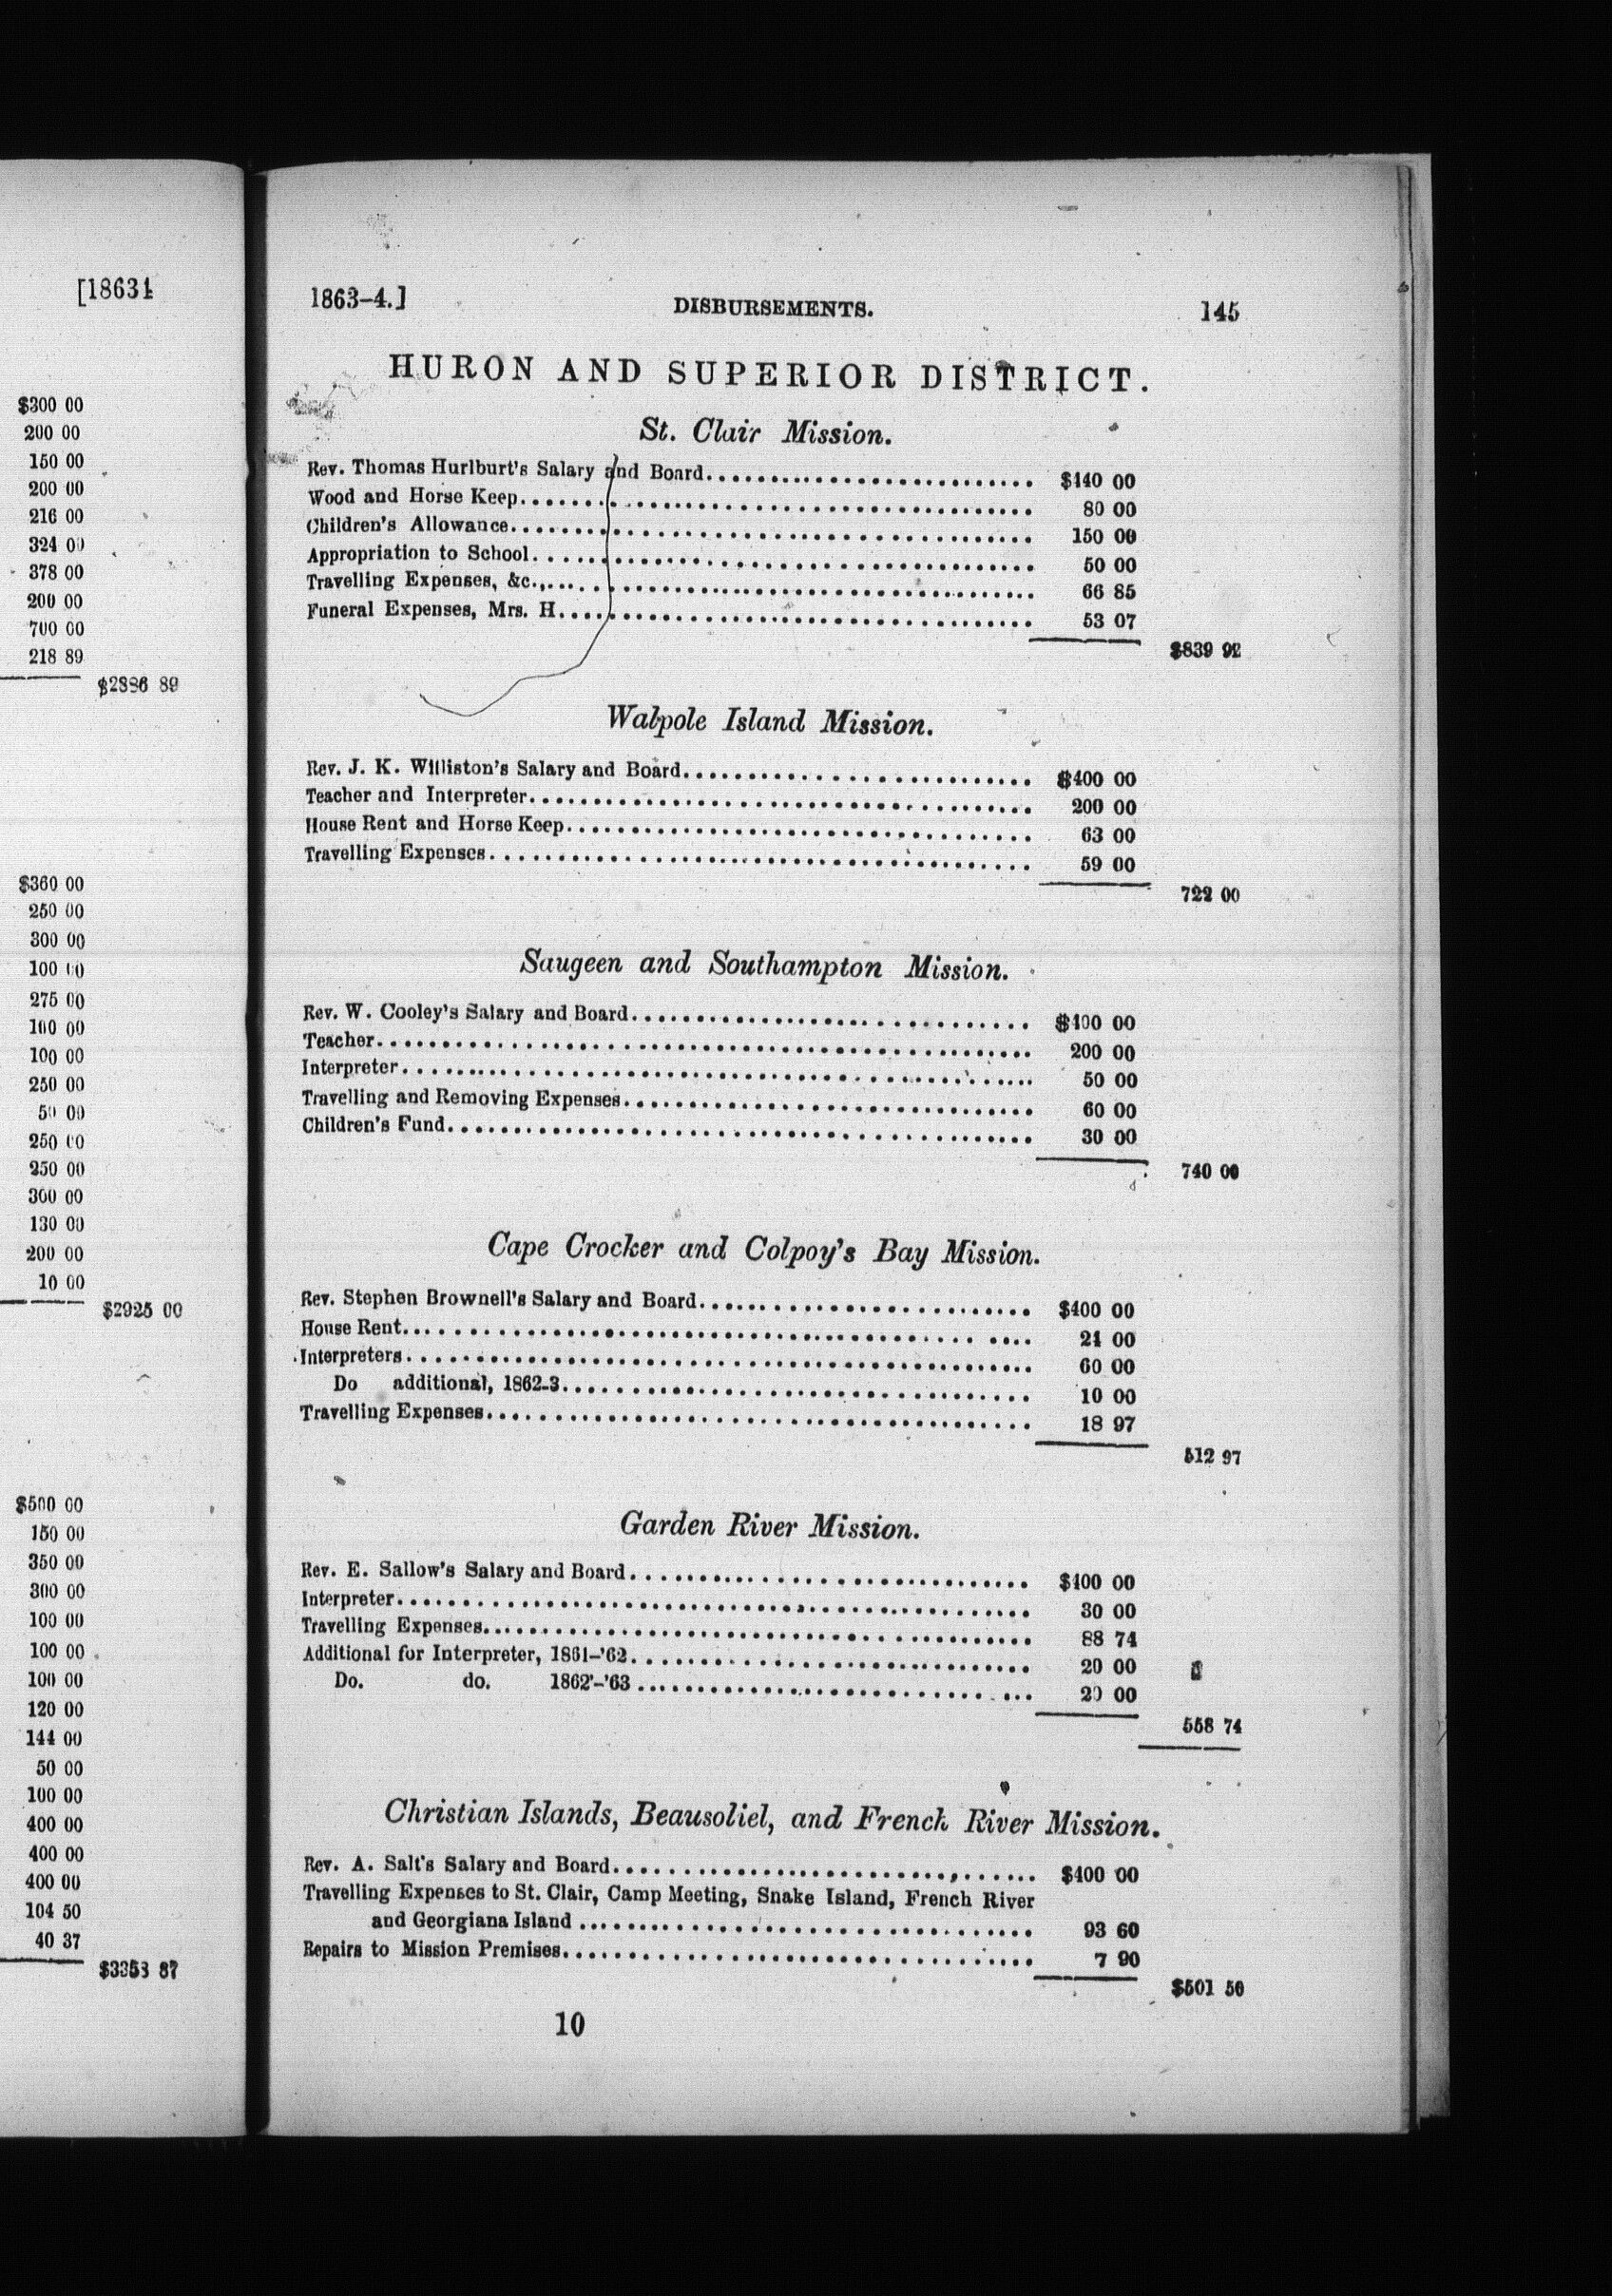 [1863-4
$300 00
200 00
150 00
200 00
216 00
324 00
378 00
200 00
700 00
218 89
$2886 89
$360 00
250 00
300 00
100 00
275 00
100 00
100 00
250 00
50 00
250 00
250 00
300 00
130 00
200 00
10 00
$2925 00
$500 00
150 00
350 00
300 00
100 00
100 00
100 00
120 00
144 00
50 00
100 00
400 00
400 00
400 00
104 50
40 37
$3358 87
1863-4.] DISBURSEMENTS. 145
HURON AND SUPERIOR DISTRICT.
St. Clair Mission.
Rev. Thomas Hurlburt's Salary and Board.......... $440 00
Wood and Horse Keep.......... 80 00
Children's Allowance.......... 150 00
Appropriation to School.......... 50 00
Travelling Expenses, &c.,.......... 66 85
Funeral Expenses, Mrs. H.......... 53 07
$839 92
Walpole Island Mission.
Rev. J. K. Williston's Salary and Board.......... $400 00
Teacher and Interpreter.......... 200 00
House Rent and Horse Keep.......... 63 00
Travelling Expenses.......... 59 00
722 00
Saugeen and Southampton Mission.
Rev. W. Cooley's Salary and Board.......... $400 00
Teacher.......... 200 00
Interpreter.......... 50 00
Travelling and Removing Expenses.......... 60 00
Children's Fund.......... 30 00
740 00
Cape Crocker and Colpoy's Bay Mission.
Rev. Stephen Brownell's Salary and Board.......... $400 00
House Rent.......... 24 00
Interpreters.......... 60 00
Do additional, 1862-3.......... 10 00
Travelling Expenses.......... 18 97
512 97
Garden River Mission.
Rev. E. Sallow's Salary and Board.......... $400 00
Interpreter.......... 30 00
Travelling Expenses.......... 88 74
Additional for Interpreter, 1861-'62.......... 20 00
Do. do. 1862'-'63.......... 20 00
558 74
Christian Islands, Beausoliel, and French River Mission.
Rev. A. Salt's Salary and Board.......... $400 00
Travelling Expenses to St. Clair, Camp Meeting, Snake Island, French River
and Georgiana Island.......... 93 60
Repairs to Mission Premises.......... 7 90
$501 50
10